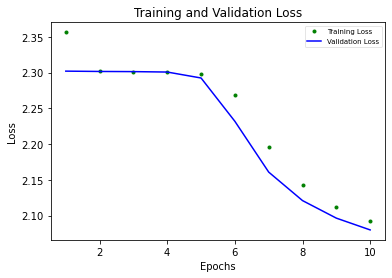 Training and Validation Loss
Training Loss
Validation Loss
2.35
2.30
2.25
2.20
2.15
2.10
Loss
2 4 6 8 10
Epochs